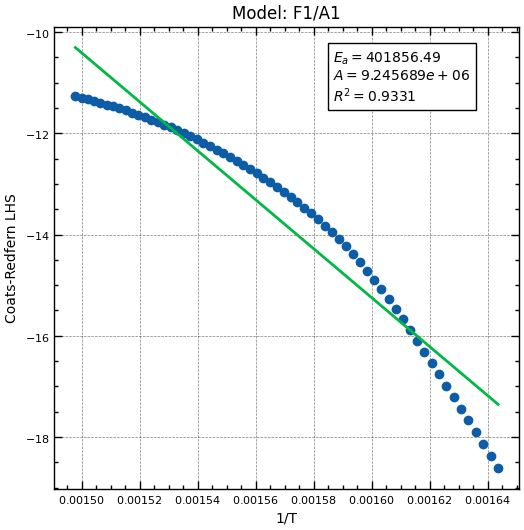 Model: F1/A1
E_a = 401856.49
A = 9.245689e + 06
R² = 0.9331
Coats-Redfern LHS
−10
−12
−14
−16
−18
0.00150 0.00152 0.00154 0.00156 0.00158 0.00160 0.00162 0.00164
1/T